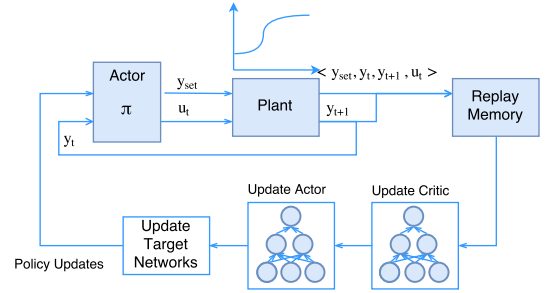 < y_set, y_t, y_t+1 , u_t >
Actor
π
y_set
u_t
Plant
y_t+1
y_t
Replay
Memory
Update Actor
Update Critic
Update
Target
Networks
Policy Updates